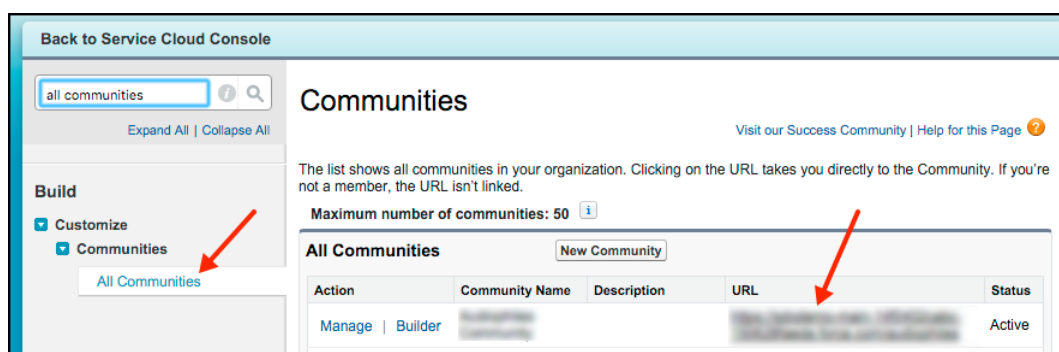 Back to Service Cloud Console
all communities
Expand All | Collapse All
Build
Customize
Communities
All Communities
Communities
Visit our Success Community | Help for this Page
The list shows all communities in your organization. Clicking on the URL takes you directly to the Community. If you're
not a member, the URL isn't linked.
Maximum number of communities: 50
All Communities New Community
Action Community Name Description URL Status
Manage | Builder Active